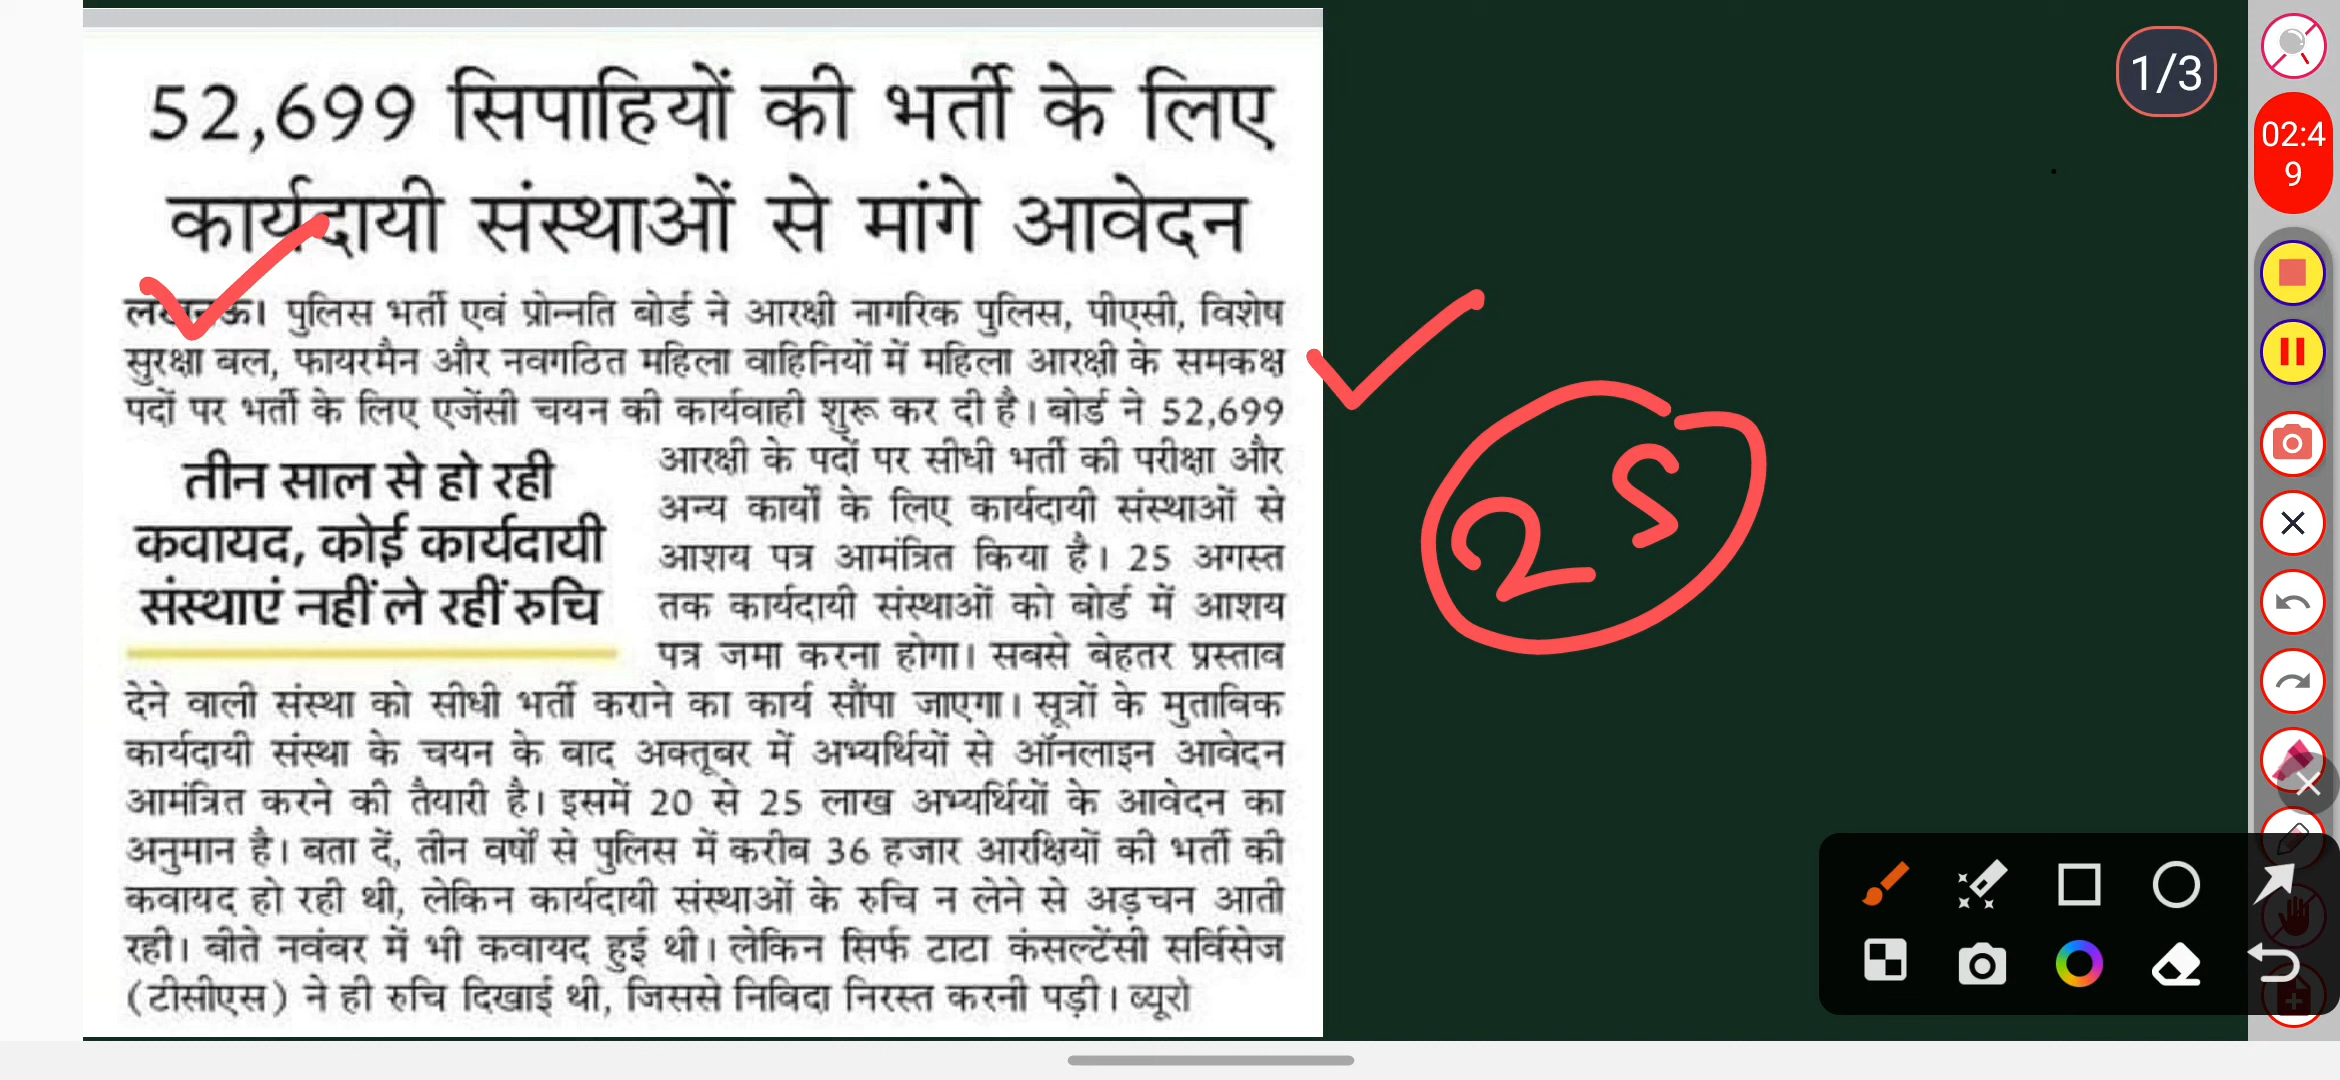 52,699 सिपाहियों की भर्ती के लिए
कार्यदायी संस्थाओं से मांगे आवेदन
लखनऊ। पुलिस भर्ती एवं प्रोन्नति बोर्ड ने आरक्षी नागरिक पुलिस, पीएसी, विशेष
सुरक्षा बल, फायरमैन और नवगठित महिला वाहिनियों में महिला आरक्षी के समकक्ष
पदों पर भर्ती के लिए एजेंसी चयन की कार्यवाही शुरू कर दी है। बोर्ड ने 52,699
तीन साल से हो रही
कवायद, कोई कार्यदायी
संस्थाएं नहीं ले रहीं रुचि
आरक्षी के पदों पर सीधी भर्ती की परीक्षा और
अन्य कार्यों के लिए कार्यदायी संस्थाओं से
आशय पत्र आमंत्रित किया है। 25 अगस्त
तक कार्यदायी संस्थाओं को बोर्ड में आशय
पत्र जमा करना होगा। सबसे बेहतर प्रस्ताव
देने वाली संस्था को सीधी भर्ती कराने का कार्य सौंपा जाएगा। सूत्रों के मुताबिक
कार्यदायी संस्था के चयन के बाद अक्तूबर में अभ्यर्थियों से ऑनलाइन आवेदन
आमंत्रित करने की तैयारी है। इसमें 20 से 25 लाख अभ्यर्थियों के आवेदन का
अनुमान है। बता दें, तीन वर्षों से पुलिस में करीब 36 हजार आरक्षियों की भर्ती की
कवायद हो रही थी, लेकिन कार्यदायी संस्थाओं के रुचि न लेने से अड़चन आती
रही। बीते नवंबर में भी कवायद हुई थी। लेकिन सिर्फ टाटा कंसल्टेंसी सर्विसेज
(टीसीएस) ने ही रुचि दिखाई थी, जिससे निविदा निरस्त करनी पड़ी। ब्यूरो
25
1/3
02:4
9